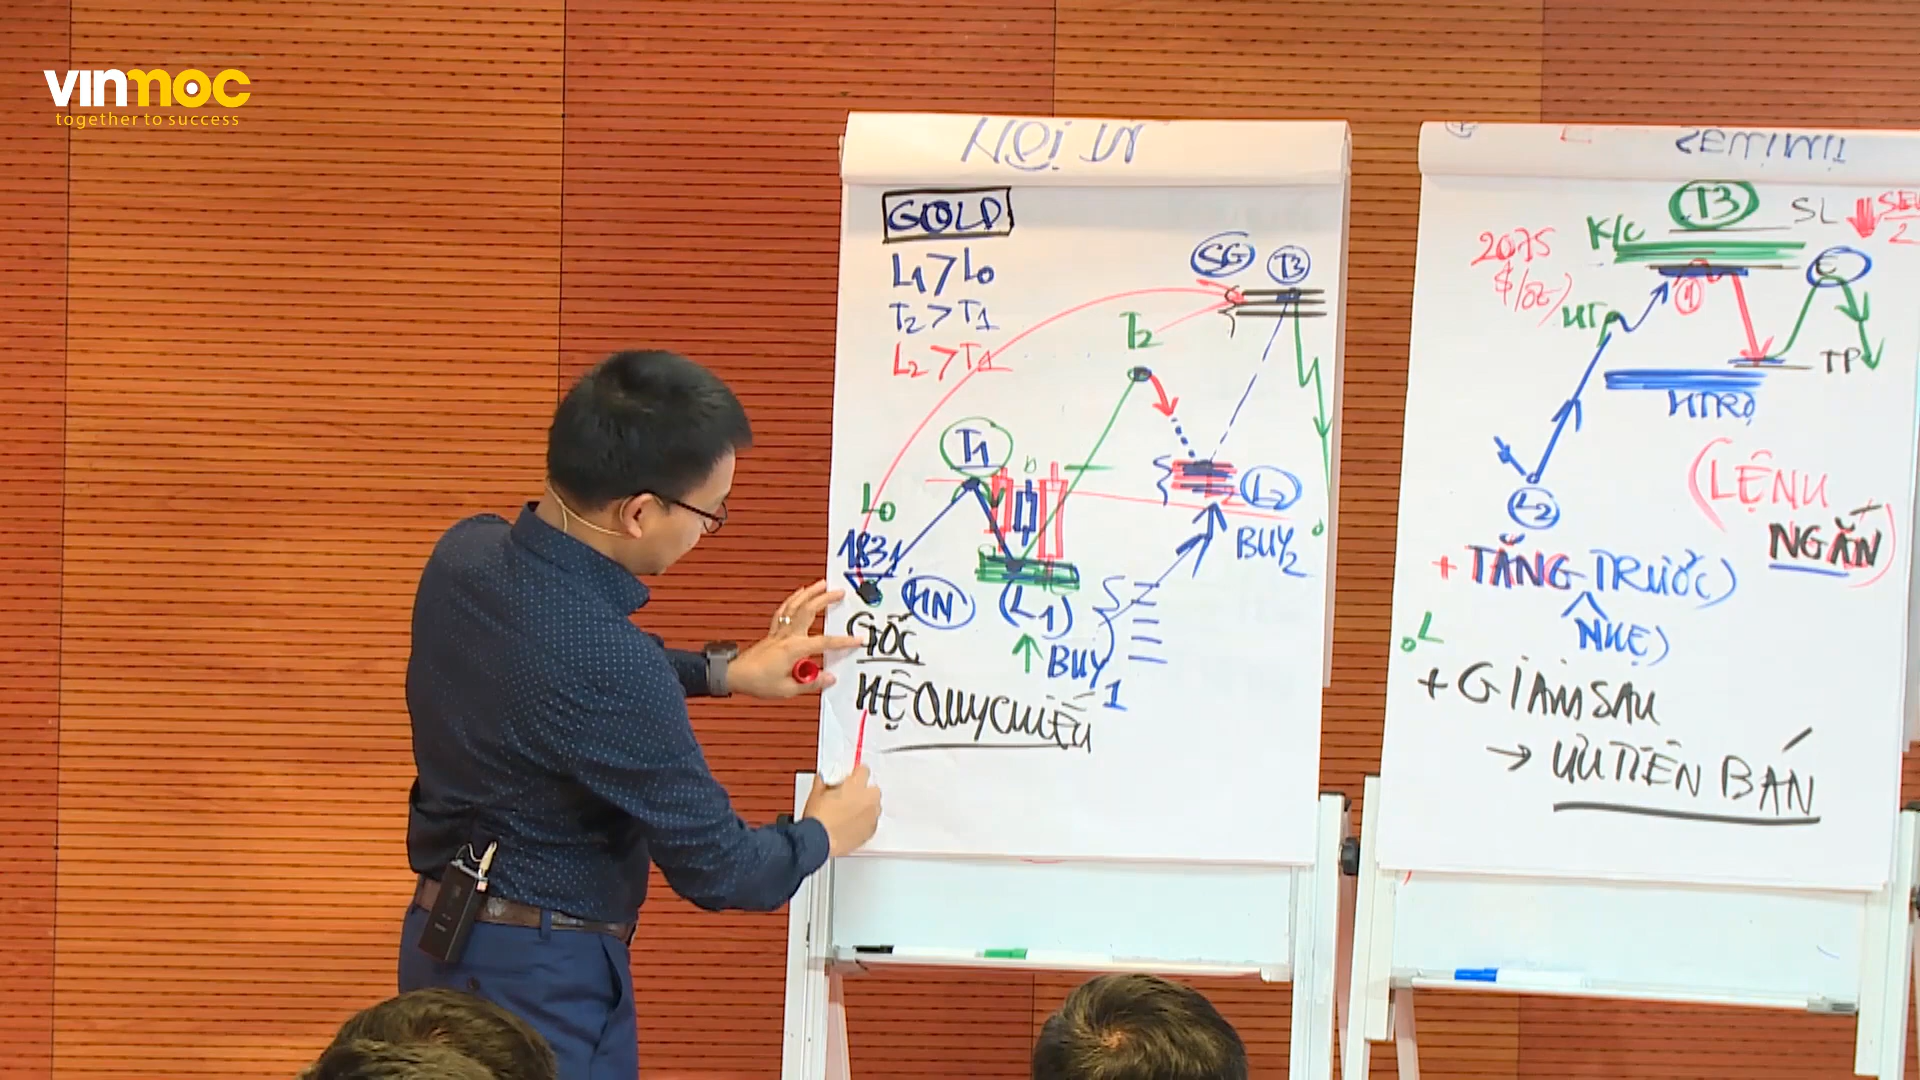 vinmoc
together to success
GOLD
L1 > L0
T2 > T1
L2 > T1
SG
T3
T2
T1
L0
1831
HN
GỐC
(L1)
BUY 1
L2
BUY2
HỆ QUY CHIẾU
T3
SL
K/C
2075
$/oz
HT
1
TP
HTRỢ
L2
(LỆNH
NGẮN)
+ TĂNG TRƯỚC)
NHẸ)
+ GIẢM SAU
→ ƯU TIÊN BÁN